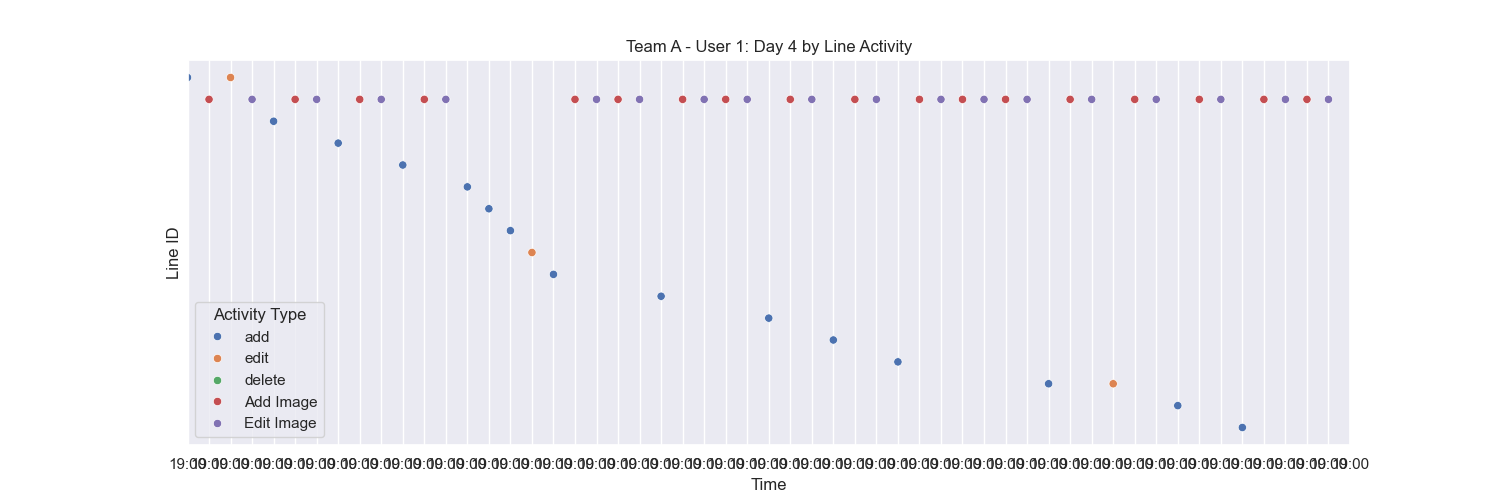 Team A - User 1: Day 4 by Line Activity
Line ID
Activity Type
add
edit
delete
Add Image
Edit Image
Time